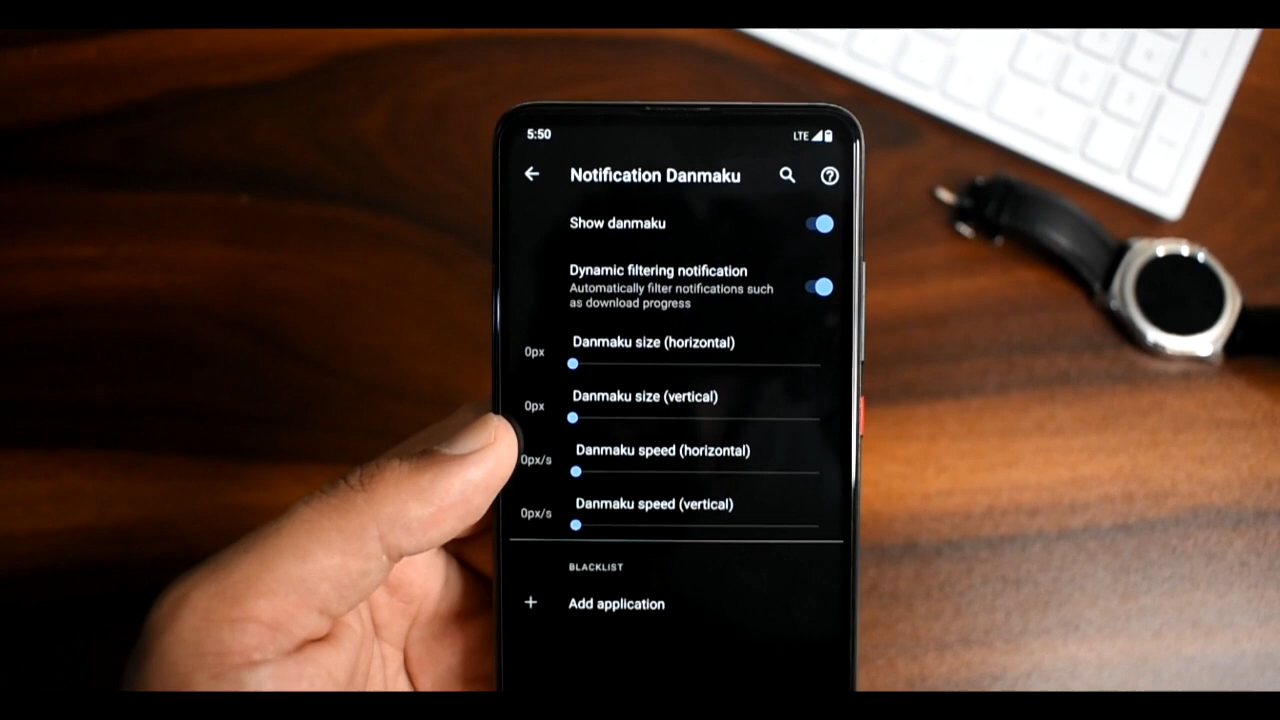 5:50
LTE
Notification Danmaku
Show danmaku
Dynamic filtering notification
Automatically filter notifications such
as download progress
Danmaku size (horizontal)
0px
Danmaku size (vertical)
0px
Danmaku speed (horizontal)
0px/s
Danmaku speed (vertical)
0px/s
BLACKLIST
+ Add application